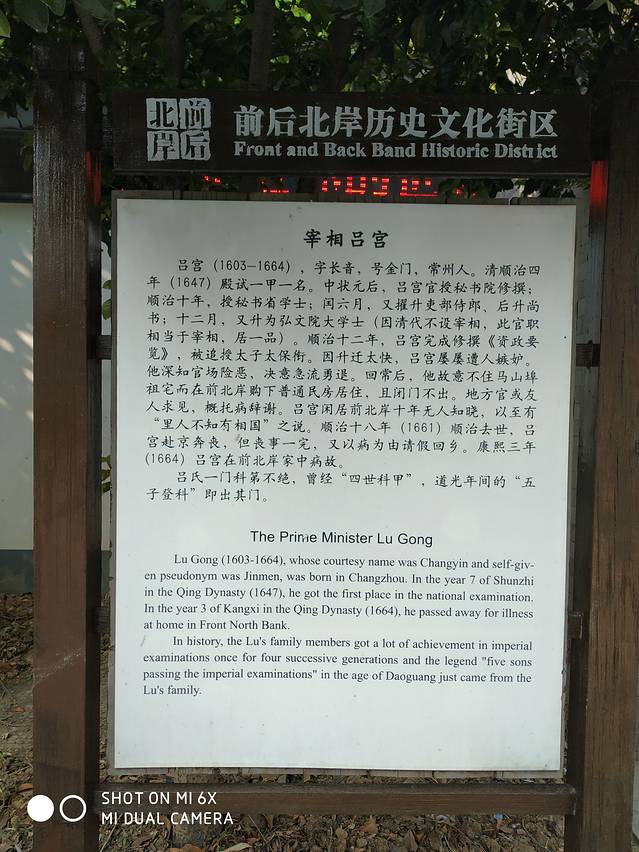 前后
北岸
前后北岸历史文化街区
Front and Back Band Historic District
宰相吕宫
吕宫（1603—1664），字长音，号金门，常州人。清顺治四
年（1647）殿试一甲一名。中状元后，吕宫官授秘书院修撰；
顺治十年，授秘书省学士；闰六月，又擢升吏部侍郎、后升尚
书；十二月，又升为弘文院大学士（因清代不设宰相，此官职
相当于宰相、居一品）。顺治十二年，吕宫完成修撰《资政要
览》，被追授太子太保衔。因升迁太快，吕宫屡屡遭人嫉妒。
他深知官场险恶，决意急流勇退。回常后，他故意不住马山埠
祖宅而在前北岸购下普通民房居住，且闭门不出。地方官或友
人求见，概托病辞谢。吕宫闲居前北岸十年无人知晓，以至有
“里人不知有相国”之说。顺治十八年（1661）顺治去世，吕
宫赴京奔丧，但丧事一完，又以病为由请假回乡。康熙三年
（1664）吕宫在前北岸家中病故。
吕氏一门科第不绝，曾经“四世科甲”，道光年间的“五
子登科”即出其门。
The Prime Minister Lu Gong
Lu Gong (1603-1664), whose courtesy name was Changyin and self-giv-
en pseudonym was Jinmen, was born in Changzhou. In the year 7 of Shunzhi
in the Qing Dynasty (1647), he got the first place in the national examination.
In the year 3 of Kangxi in the Qing Dynasty (1664), he passed away for illness
at home in Front North Bank.
In history, the Lu's family members got a lot of achievement in imperial
examinations once for four successive generations and the legend "five sons
passing the imperial examinations" in the age of Daoguang just came from the
Lu's family.
SHOT ON MI 6X
MI DUAL CAMERA